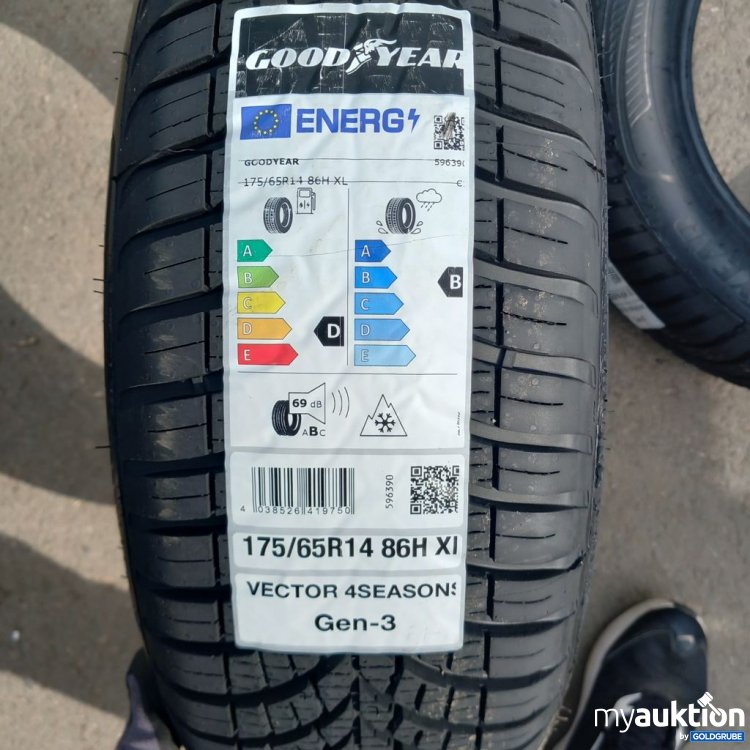 GOODYEAR
ENERG
GOODYEAR 596390
175/65R14 86H XL C
A
B
C
D
E
D
A
B
C
D
E
B
69 dB
ABC
4 038526 419750
596390
175/65R14 86H XL
VECTOR 4SEASONS
Gen-3
myauktion
by GOLDGRUBE